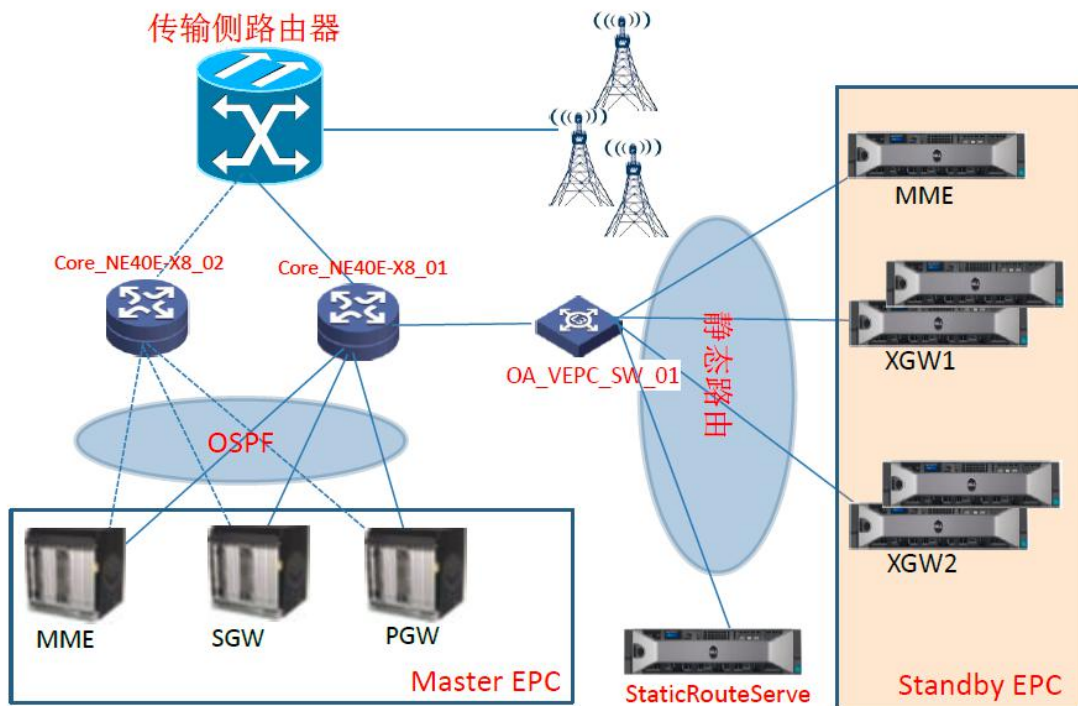 传输侧路由器
MME
Core_NE40E-X8_02
Core_NE40E-X8_01
XGW1
静态路由
OA_VEPC_SW_01
OSPF
XGW2
MME
SGW
PGW
Master EPC
StaticRouteServe
Standby EPC